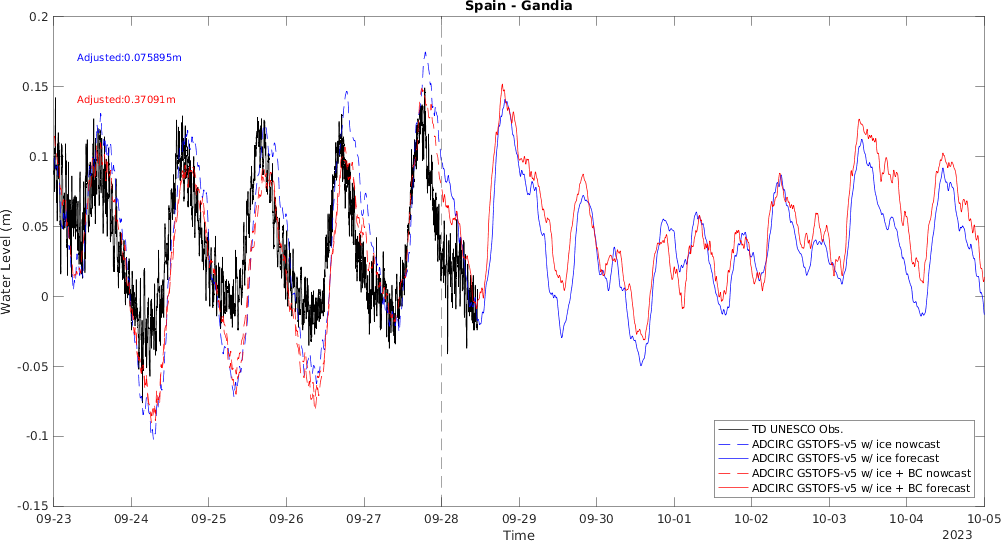 Spain - Gandia
0.2
0.15
0.1
0.05
0
-0.05
-0.1
-0.15
Water Level (m)
Adjusted:0.075895m
Adjusted:0.37091m
TD UNESCO Obs.
ADCIRC GSTOFS-v5 w/ ice nowcast
ADCIRC GSTOFS-v5 w/ ice forecast
ADCIRC GSTOFS-v5 w/ ice + BC nowcast
ADCIRC GSTOFS-v5 w/ ice + BC forecast
09-23 09-24 09-25 09-26 09-27 09-28 09-29 09-30 10-01 10-02 10-03 10-04 10-05
Time
2023